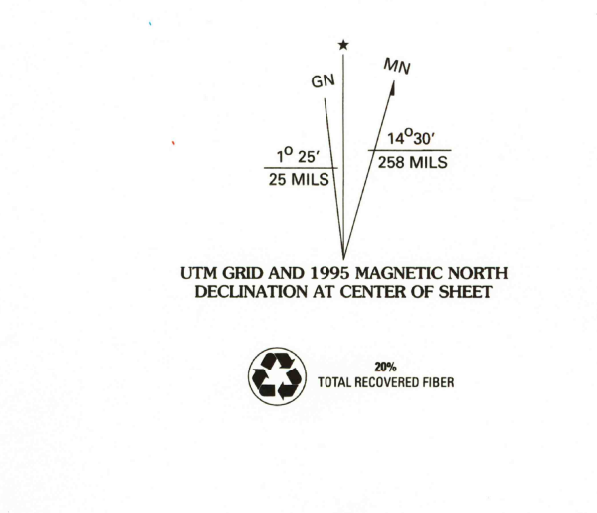 ★
GN
MN
1° 25′
25 MILS
14°30′
258 MILS
UTM GRID AND 1995 MAGNETIC NORTH
DECLINATION AT CENTER OF SHEET
20%
TOTAL RECOVERED FIBER